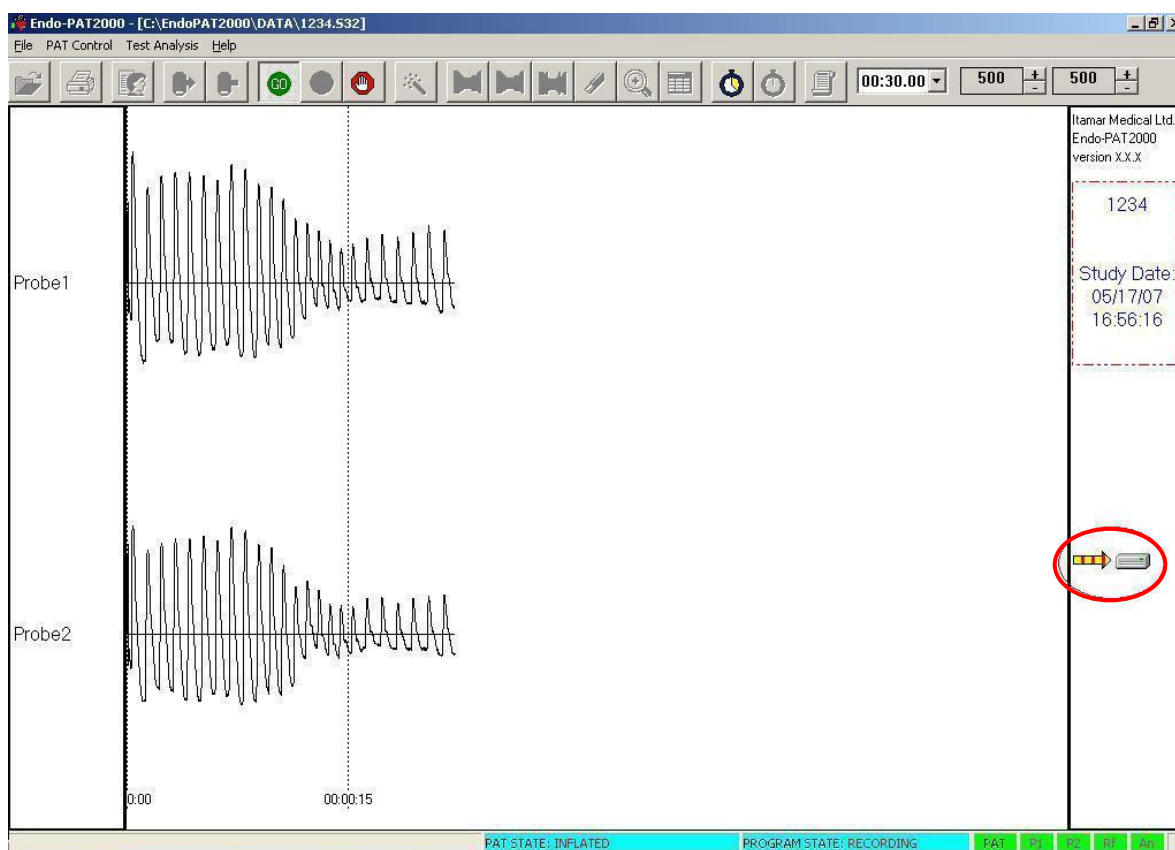 Endo-PAT2000 - [C:\EndoPAT2000\DATA\1234.S32]
File PAT Control Test Analysis Help
GO 00:30.00 500 + - 500 + -
Itamar Medical Ltd.
Endo-PAT2000
version X.X.X
1234
Study Date:
05/17/07
16:56:16
Probe1
Probe2
0:00 00:00:15
PAT STATE: INFLATED PROGRAM STATE: RECORDING PAT P1 P2 RF An